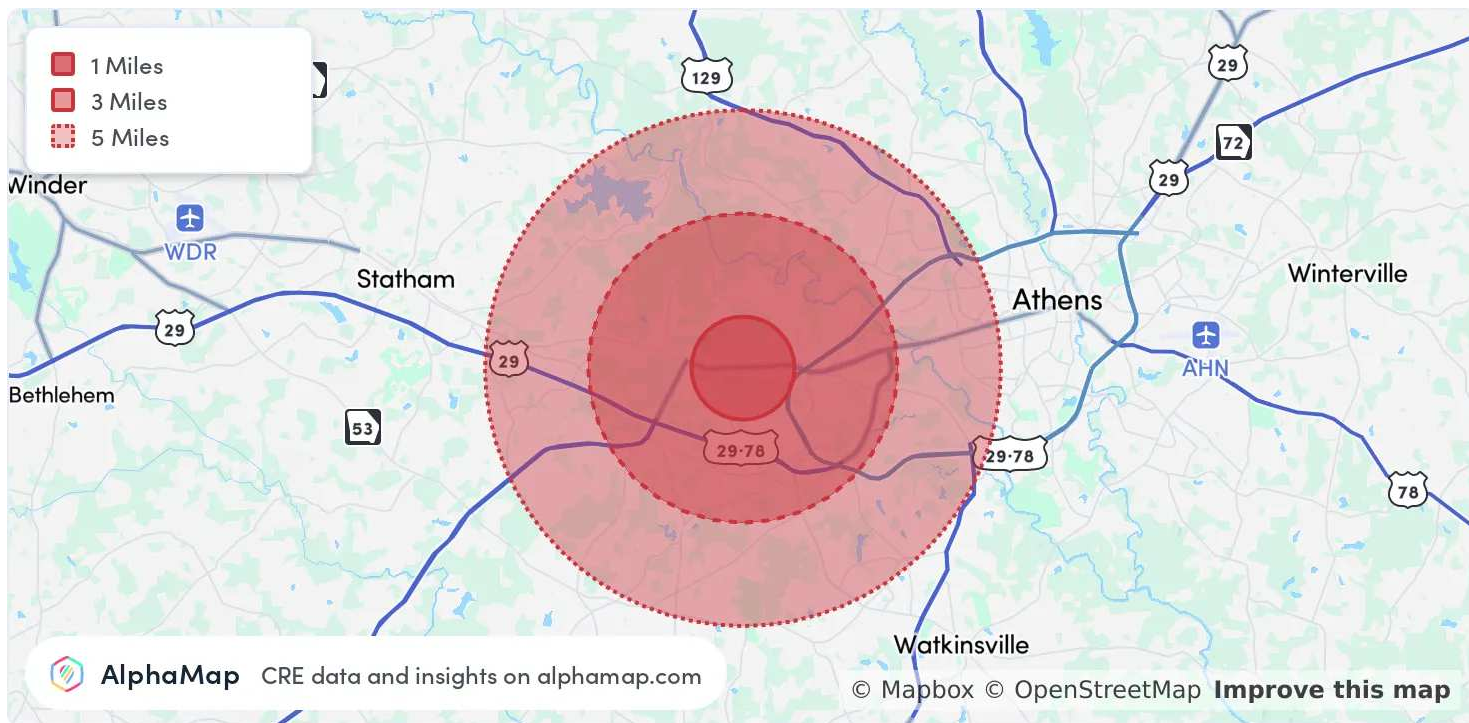 1 Miles
3 Miles
5 Miles
129
29
72
29
Winder
WDR
Statham
Winterville
Athens
29
29
AHN
Bethlehem
53
29·78
29·78
78
Watkinsville
AlphaMap CRE data and insights on alphamap.com
© Mapbox © OpenStreetMap Improve this map